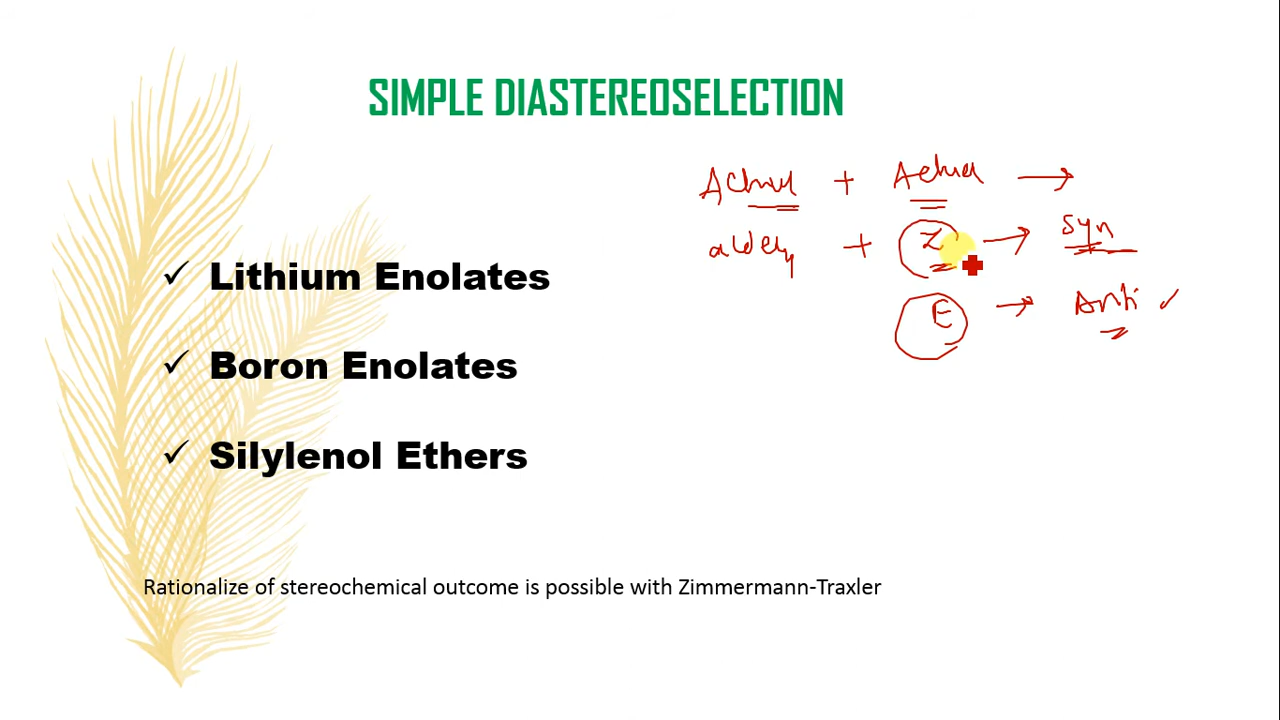 SIMPLE DIASTEREOSELECTION
Achiral + Achiral →
aldehy + Z → Syn
E → Anti ✓
✓ Lithium Enolates
✓ Boron Enolates
✓ Silylenol Ethers
Rationalize of stereochemical outcome is possible with Zimmermann-Traxler